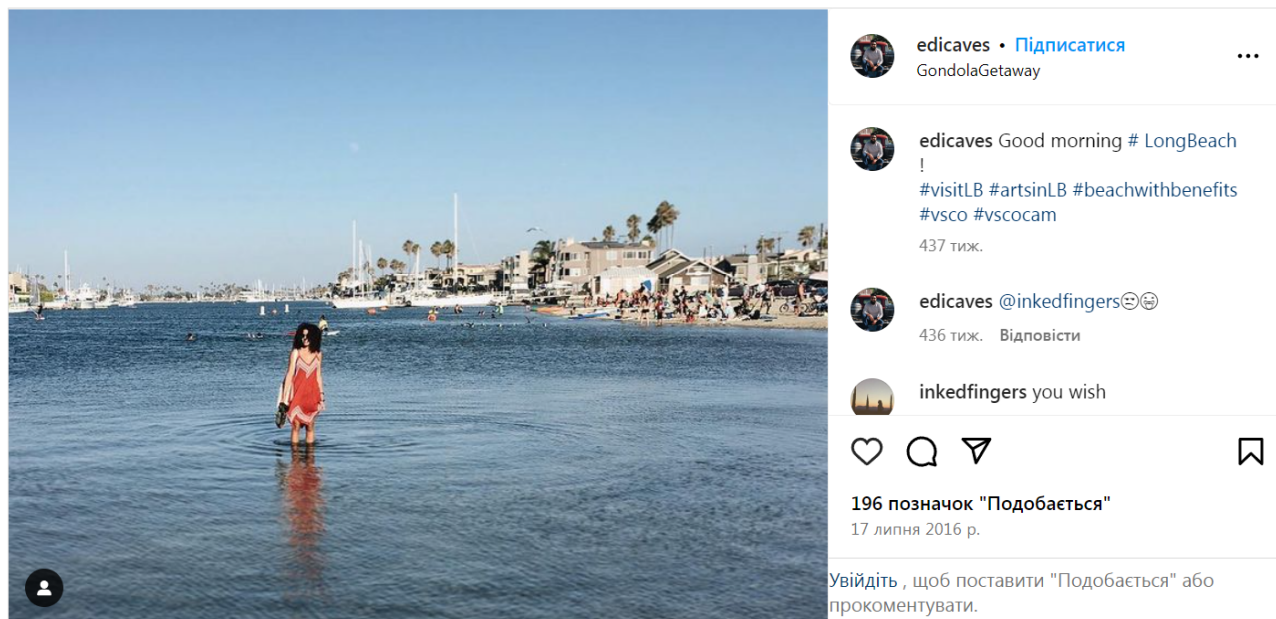 edicaves • Підписатися
GondolaGetaway
edicaves Good morning # LongBeach
!
#visitLB #artsinLB #beachwithbenefits
#vsco #vscocam
437 тиж.
edicaves @inkedfingers😒😂
436 тиж. Відповісти
inkedfingers you wish
196 позначок "Подобається"
17 липня 2016 р.
Увійдіть , щоб поставити "Подобається" або
прокоментувати.